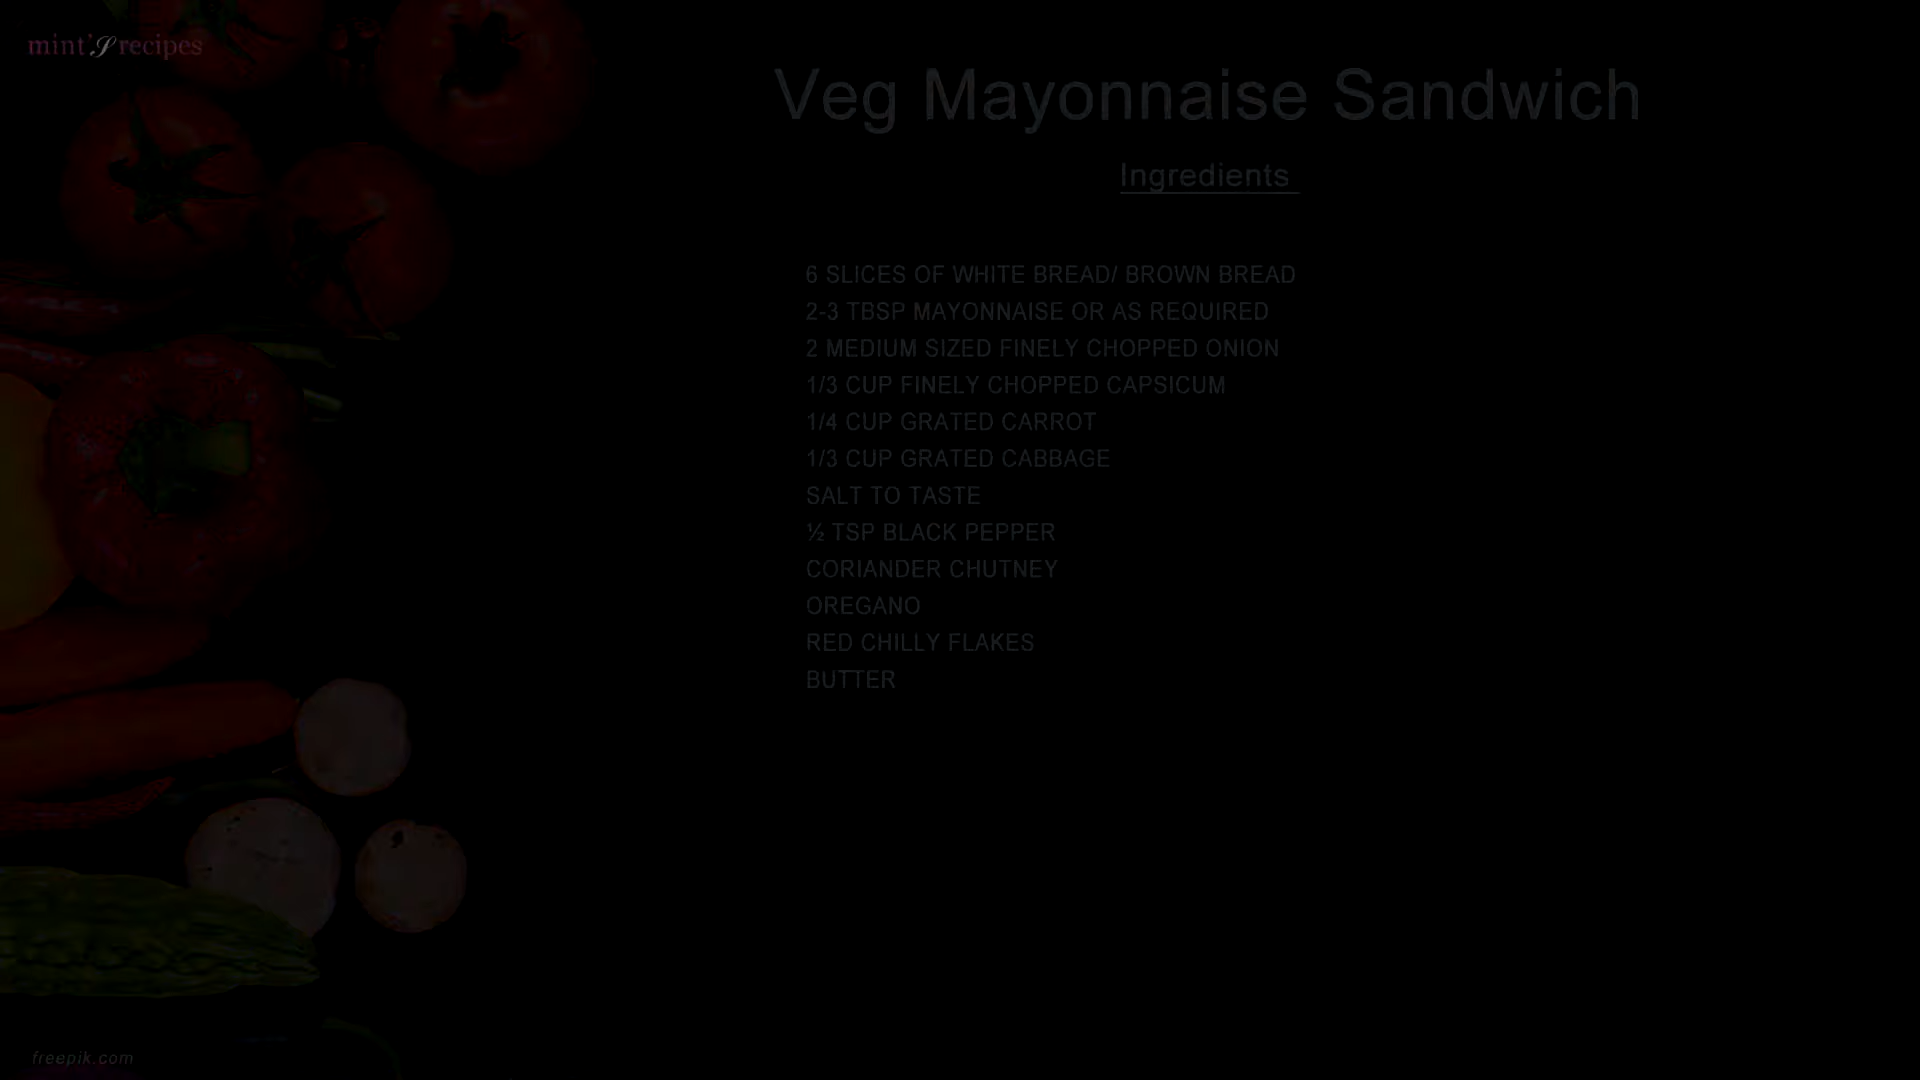 mint's recipes
Veg Mayonnaise Sandwich
Ingredients
6 SLICES OF WHITE BREAD/ BROWN BREAD
2-3 TBSP MAYONNAISE OR AS REQUIRED
2 MEDIUM SIZED FINELY CHOPPED ONION
1/3 CUP FINELY CHOPPED CAPSICUM
1/4 CUP GRATED CARROT
1/3 CUP GRATED CABBAGE
SALT TO TASTE
½ TSP BLACK PEPPER
CORIANDER CHUTNEY
OREGANO
RED CHILLY FLAKES
BUTTER
freepik.com